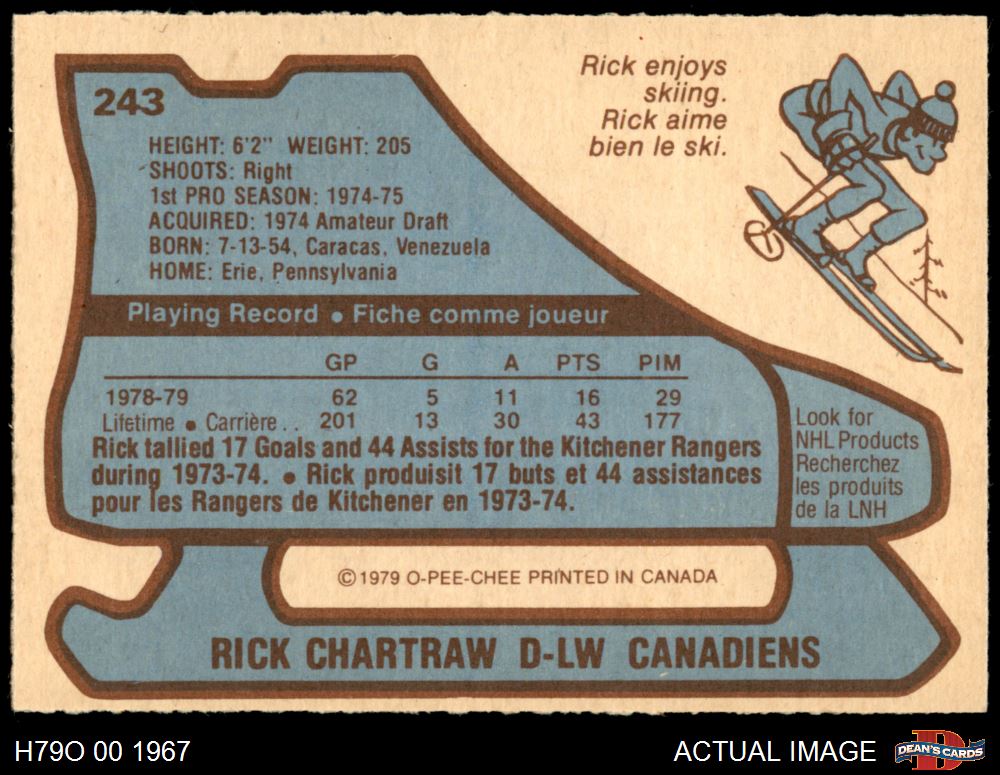 243
Rick enjoys
skiing.
Rick aime
bien le ski.
HEIGHT: 6'2" WEIGHT: 205
SHOOTS: Right
1st PRO SEASON: 1974-75
ACQUIRED: 1974 Amateur Draft
BORN: 7-13-54, Caracas, Venezuela
HOME: Erie, Pennsylvania
Playing Record • Fiche comme joueur
GP G A PTS PIM
1978-79 62 5 11 16 29
Lifetime • Carrière . . 201 13 30 43 177
Rick tallied 17 Goals and 44 Assists for the Kitchener Rangers
during 1973-74. • Rick produisit 17 buts et 44 assistances
pour les Rangers de Kitchener en 1973-74.
Look for
NHL Products
Recherchez
les produits
de la LNH
© 1979 O-PEE-CHEE PRINTED IN CANADA
RICK CHARTRAW D-LW CANADIENS
H79O 00 1967
ACTUAL IMAGE
D
DEAN'S CARDS